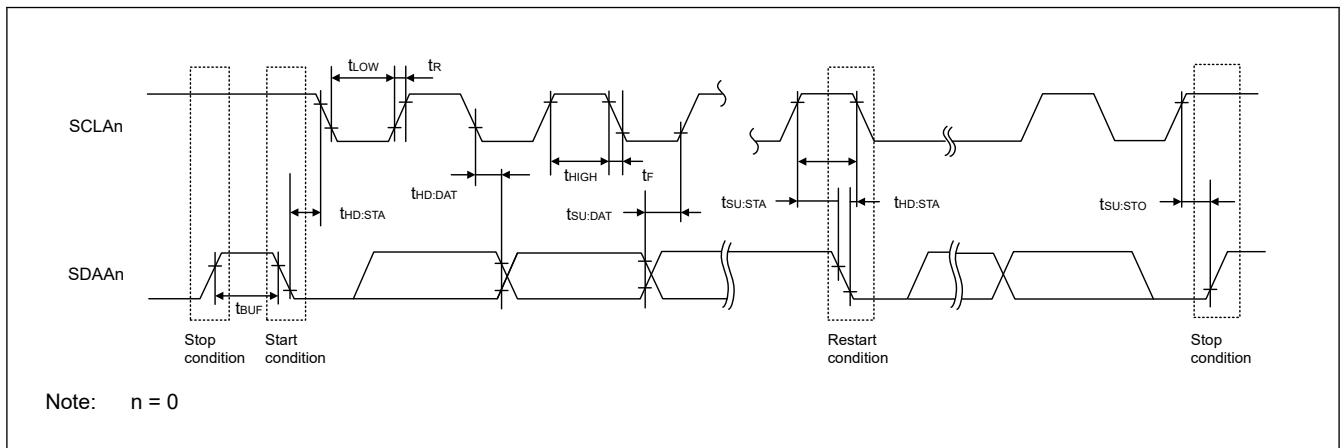 tLOW tR
SCLAn
tHD:DAT tHIGH tF
tSU:DAT tSU:STA tHD:STA tSU:STO
tHD:STA
SDAAn
tBUF
Stop condition
Start condition
Restart condition
Stop condition
Note: n = 0